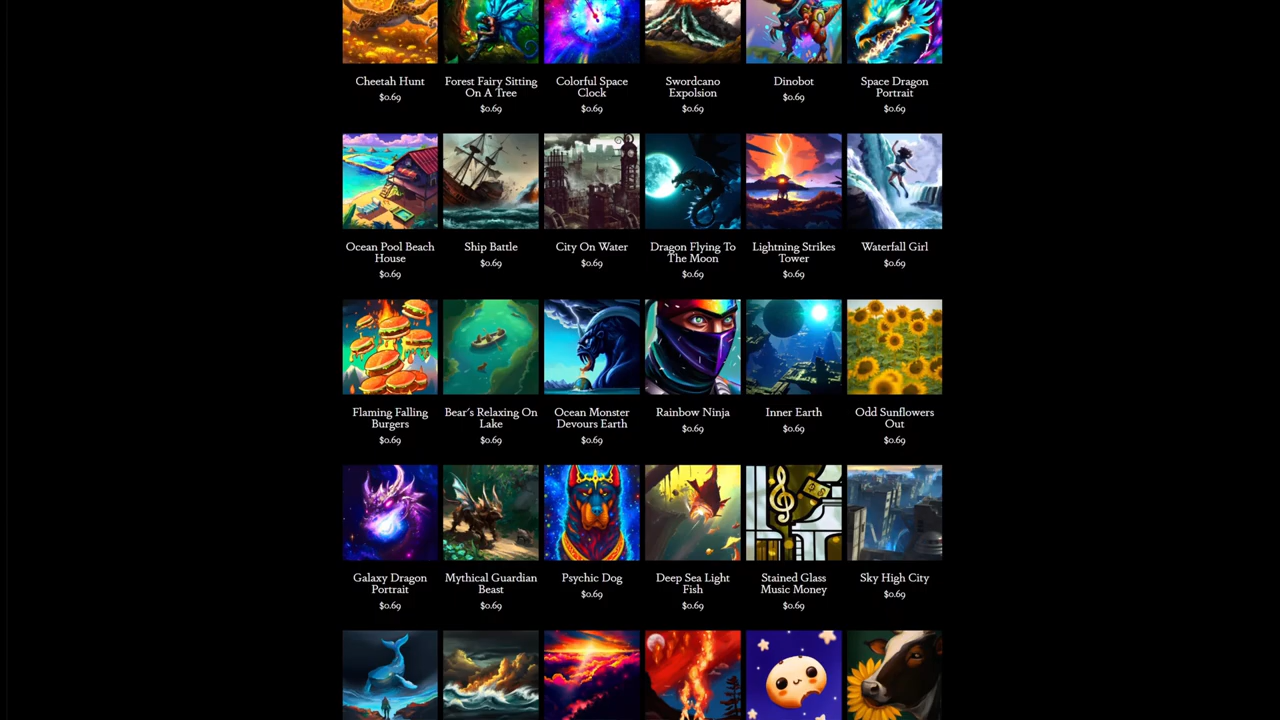 Cheetah Hunt
$0.69
Forest Fairy Sitting
On A Tree
$0.69
Colorful Space
Clock
$0.69
Swordcano
Expolsion
$0.69
Dinobot
$0.69
Space Dragon
Portrait
$0.69
Ocean Pool Beach
House
$0.69
Ship Battle
$0.69
City On Water
$0.69
Dragon Flying To
The Moon
$0.69
Lightning Strikes
Tower
$0.69
Waterfall Girl
$0.69
Flaming Falling
Burgers
$0.69
Bear's Relaxing On
Lake
$0.69
Ocean Monster
Devours Earth
$0.69
Rainbow Ninja
$0.69
Inner Earth
$0.69
Odd Sunflowers
Out
$0.69
Galaxy Dragon
Portrait
$0.69
Mythical Guardian
Beast
$0.69
Psychic Dog
$0.69
Deep Sea Light
Fish
$0.69
Stained Glass
Music Money
$0.69
Sky High City
$0.69